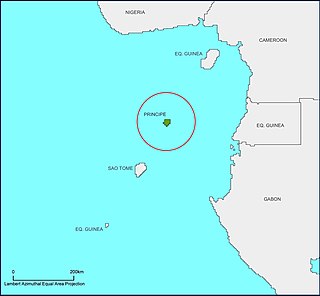 NIGERIA
CAMEROON
EQ. GUINEA
PRINCIPE
EQ. GUINEA
SAO TOME
GABON
EQ. GUINEA
0 200km
Lambert Azimuthal Equal Area Projection